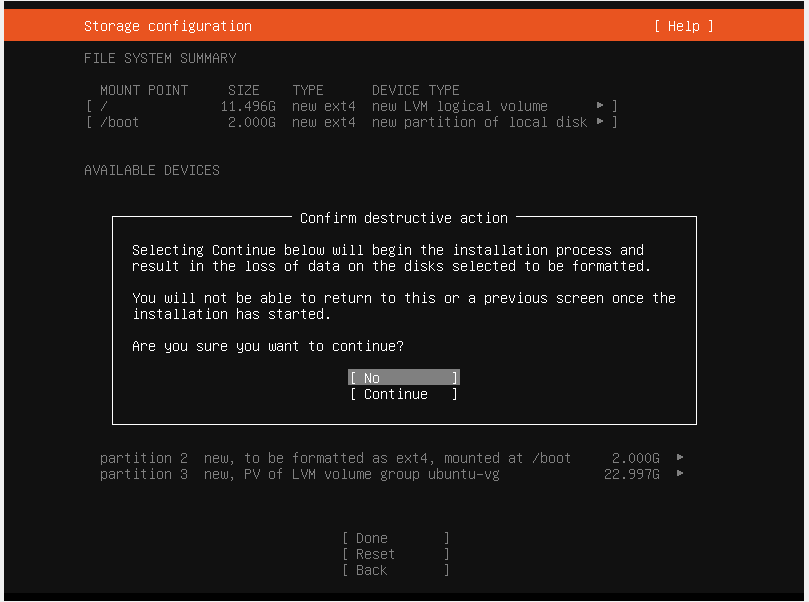 Storage configuration [ Help ]
FILE SYSTEM SUMMARY
MOUNT POINT SIZE TYPE DEVICE TYPE
[ / 11.496G new ext4 new LVM logical volume ▸ ]
[ /boot 2.000G new ext4 new partition of local disk ▸ ]
AVAILABLE DEVICES
Confirm destructive action
Selecting Continue below will begin the installation process and
result in the loss of data on the disks selected to be formatted.
You will not be able to return to this or a previous screen once the
installation has started.
Are you sure you want to continue?
[ No ]
[ Continue ]
partition 2 new, to be formatted as ext4, mounted at /boot 2.000G ▸
partition 3 new, PV of LVM volume group ubuntu-vg 22.997G ▸
[ Done ]
[ Reset ]
[ Back ]